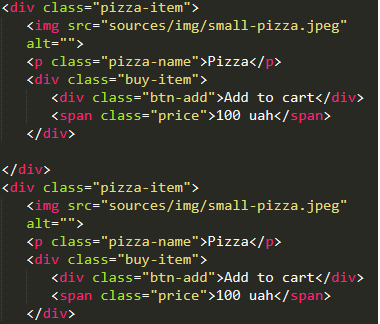 <div class="pizza-item">
<img src="sources/img/small-pizza.jpeg"
alt="">
<p class="pizza-name">Pizza</p>
<div class="buy-item">
<div class="btn-add">Add to cart</div>
<span class="price">100 uah</span>
</div>
</div>
<div class="pizza-item">
<img src="sources/img/small-pizza.jpeg"
alt="">
<p class="pizza-name">Pizza</p>
<div class="buy-item">
<div class="btn-add">Add to cart</div>
<span class="price">100 uah</span>
</div>